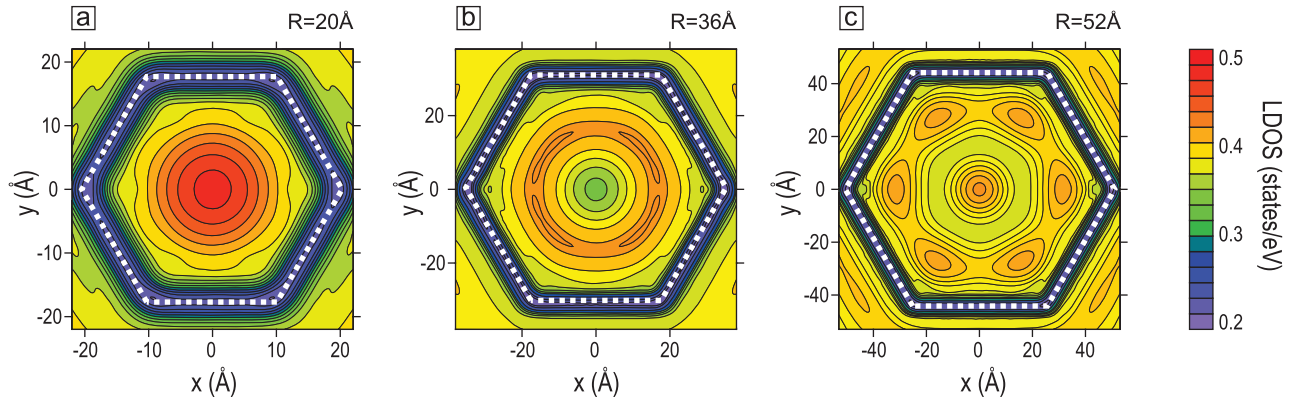 a R=20Å
b R=36Å
c R=52Å
20
10
0
-10
-20
y (Å)
-20 -10 0 10 20
x (Å)
20
0
-20
y (Å)
-20 0 20
x (Å)
40
20
0
-20
-40
y (Å)
-40 -20 0 20 40
x (Å)
0.5
0.4
0.3
0.2
LDOS (states/eV)